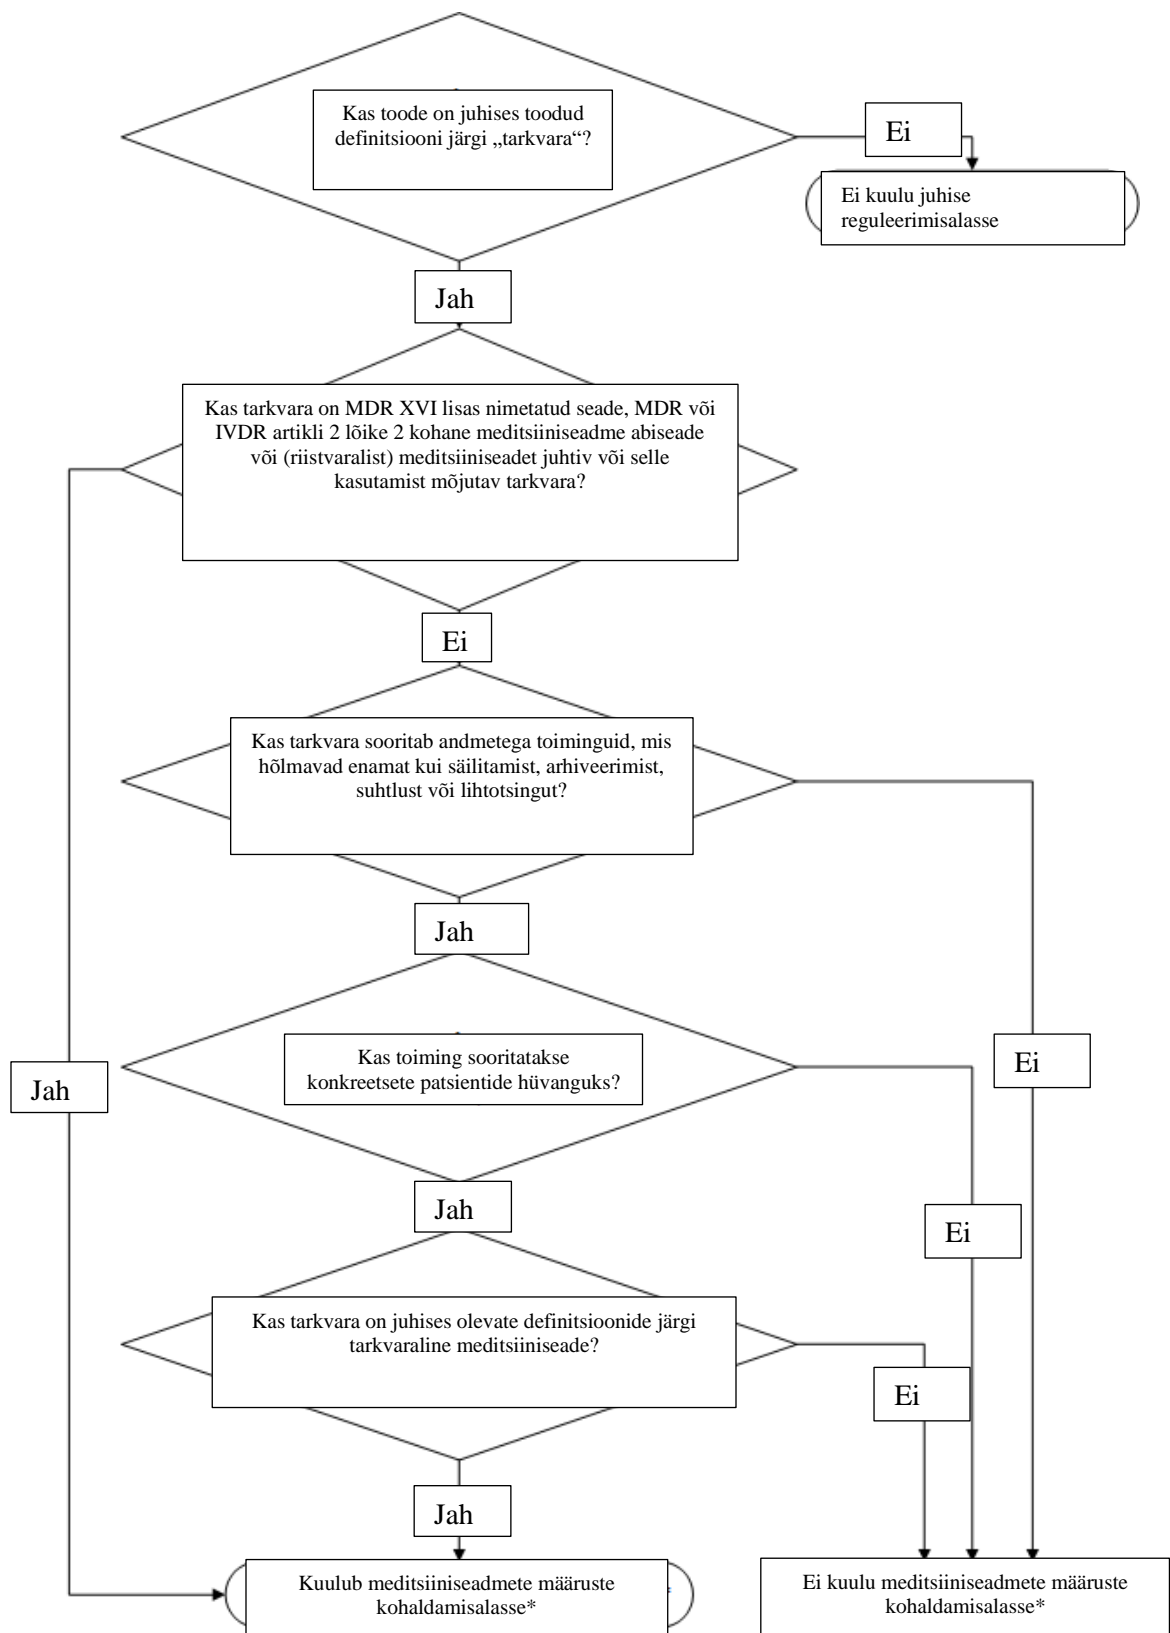 Kas toode on juhises toodud
definitsiooni järgi „tarkvara“?
Ei
Ei kuulu juhise
reguleerimisalasse
Jah
Kas tarkvara on MDR XVI lisas nimetatud seade, MDR või
IVDR artikli 2 lõike 2 kohane meditsiiniseadme abiseade
või (riistvaralist) meditsiiniseadet juhtiv või selle
kasutamist mõjutav tarkvara?
Ei
Kas tarkvara sooritab andmetega toiminguid, mis
hõlmavad enamat kui säilitamist, arhiveerimist,
suhtlust või lihtotsingut?
Jah
Kas toiming sooritatakse
konkreetsete patsientide hüvanguks?
Ei
Jah
Jah
Ei
Kas tarkvara on juhises olevate definitsioonide järgi
tarkvaraline meditsiiniseade?
Ei
Jah
Kuulub meditsiiniseadmete määruste
kohaldamisalasse*
Ei kuulu meditsiiniseadmete määruste
kohaldamisalasse*